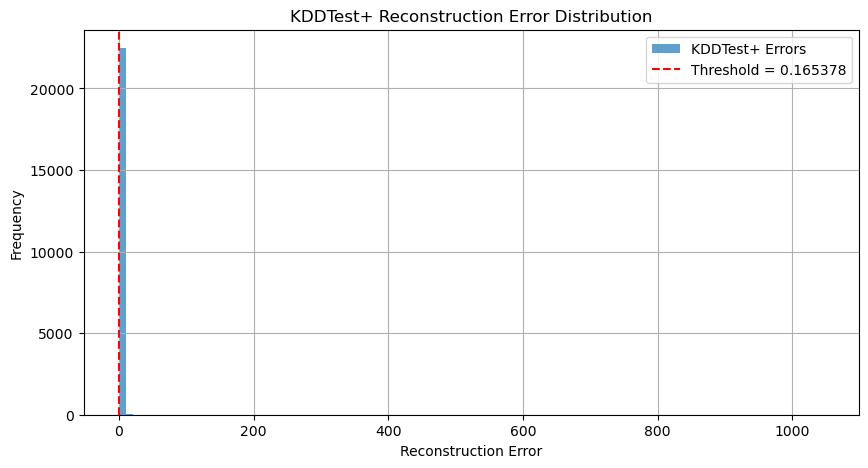 KDDTest+ Reconstruction Error Distribution
KDDTest+ Errors
Threshold = 0.165378
Frequency
20000
15000
10000
5000
0
0 200 400 600 800 1000
Reconstruction Error